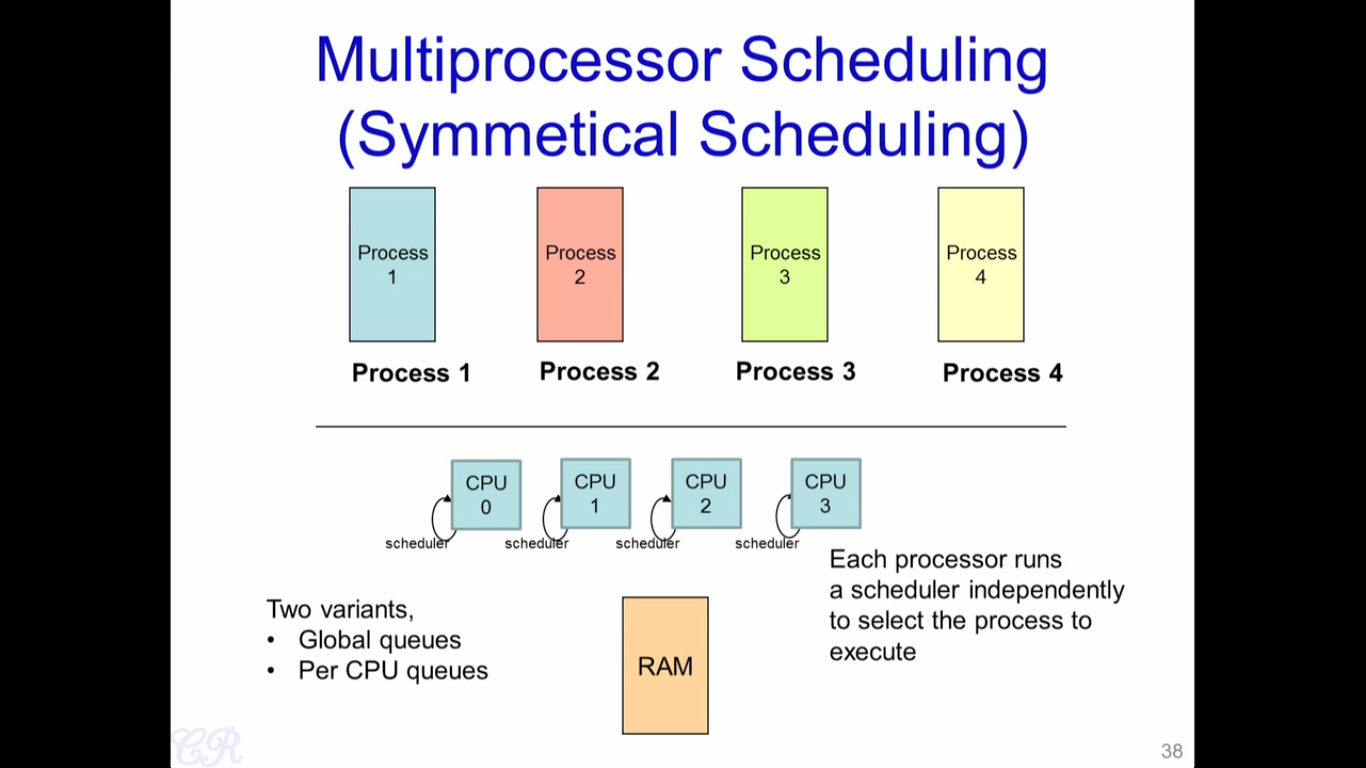 Multiprocessor Scheduling
(Symmetical Scheduling)
Process
1
Process
2
Process
3
Process
4
Process 1
Process 2
Process 3
Process 4
CPU
0
CPU
1
CPU
2
CPU
3
scheduler
scheduler
scheduler
scheduler
Each processor runs
a scheduler independently
to select the process to
execute
Two variants,
• Global queues
• Per CPU queues
RAM
CR
38